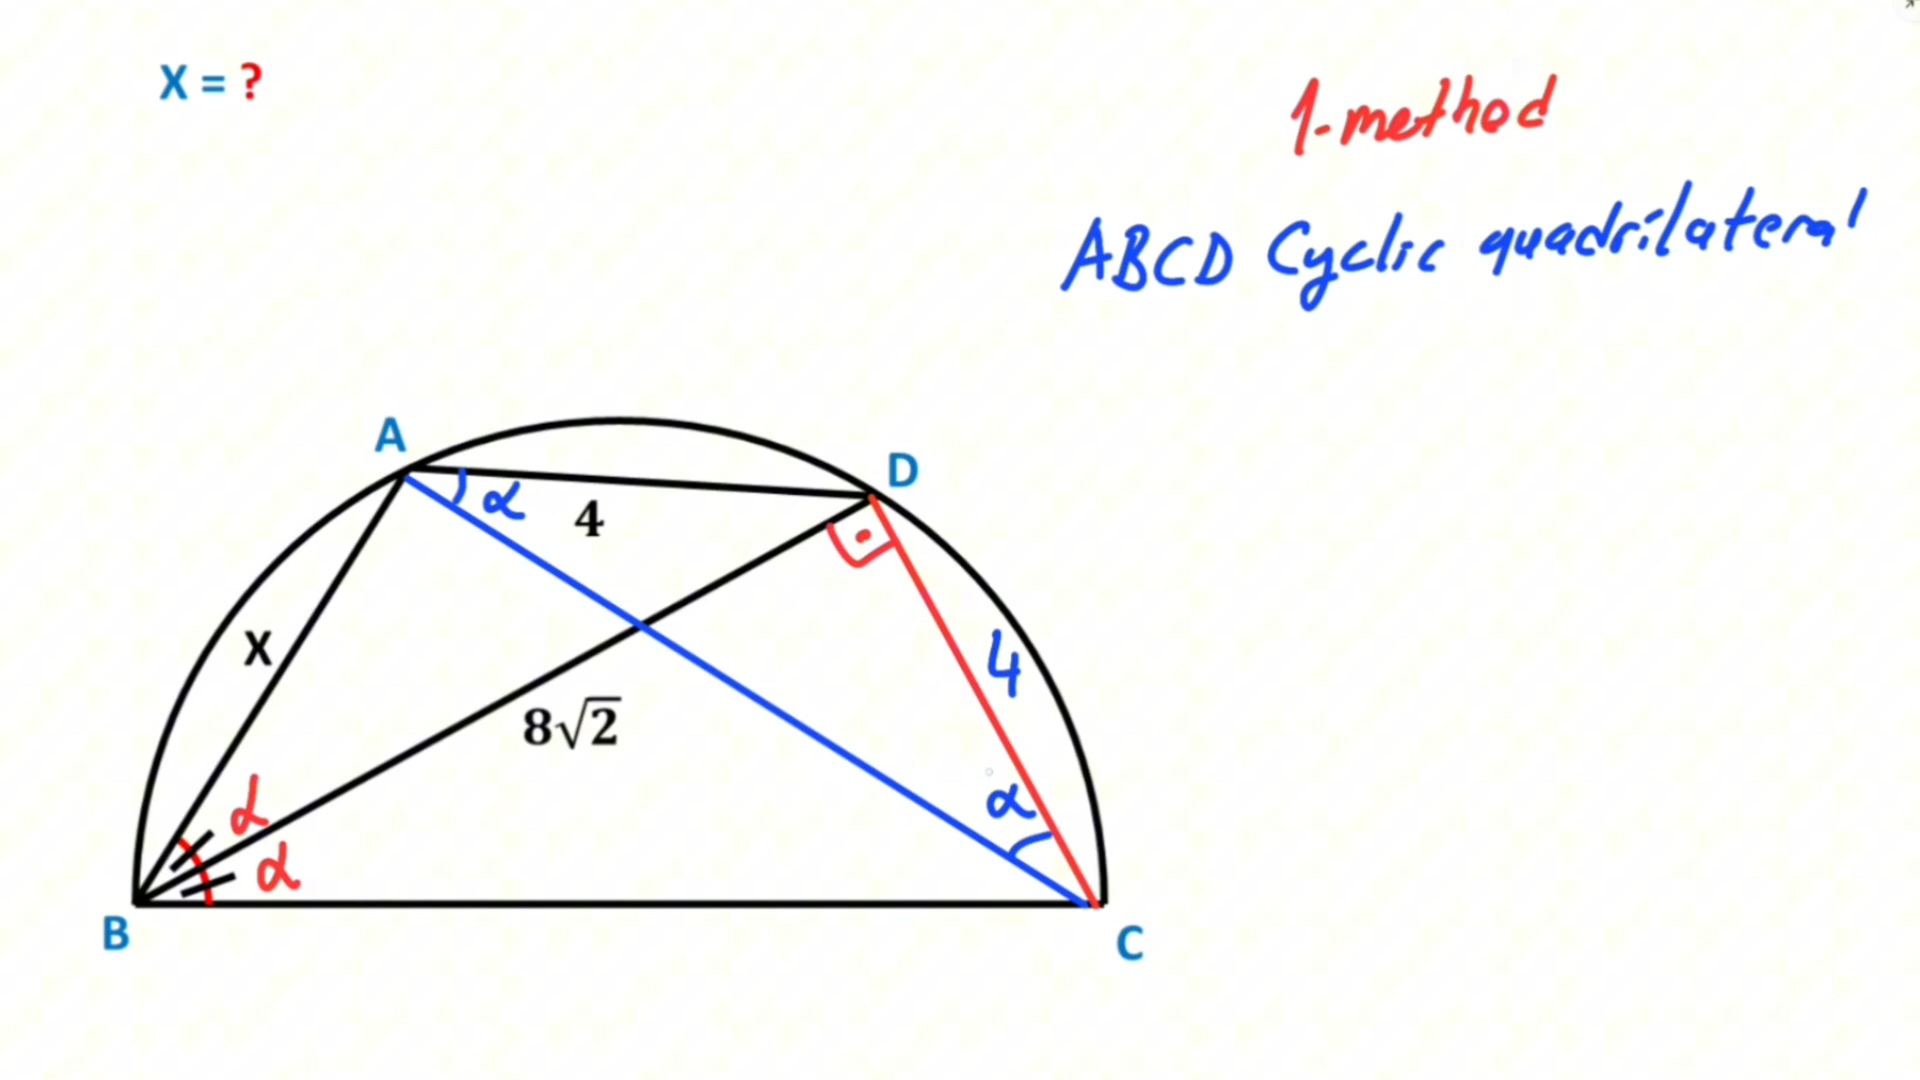 X = ?
1-method
ABCD Cyclic quadrilateral
A
D
α
4
X
4
8√2
α
α
α
B
C